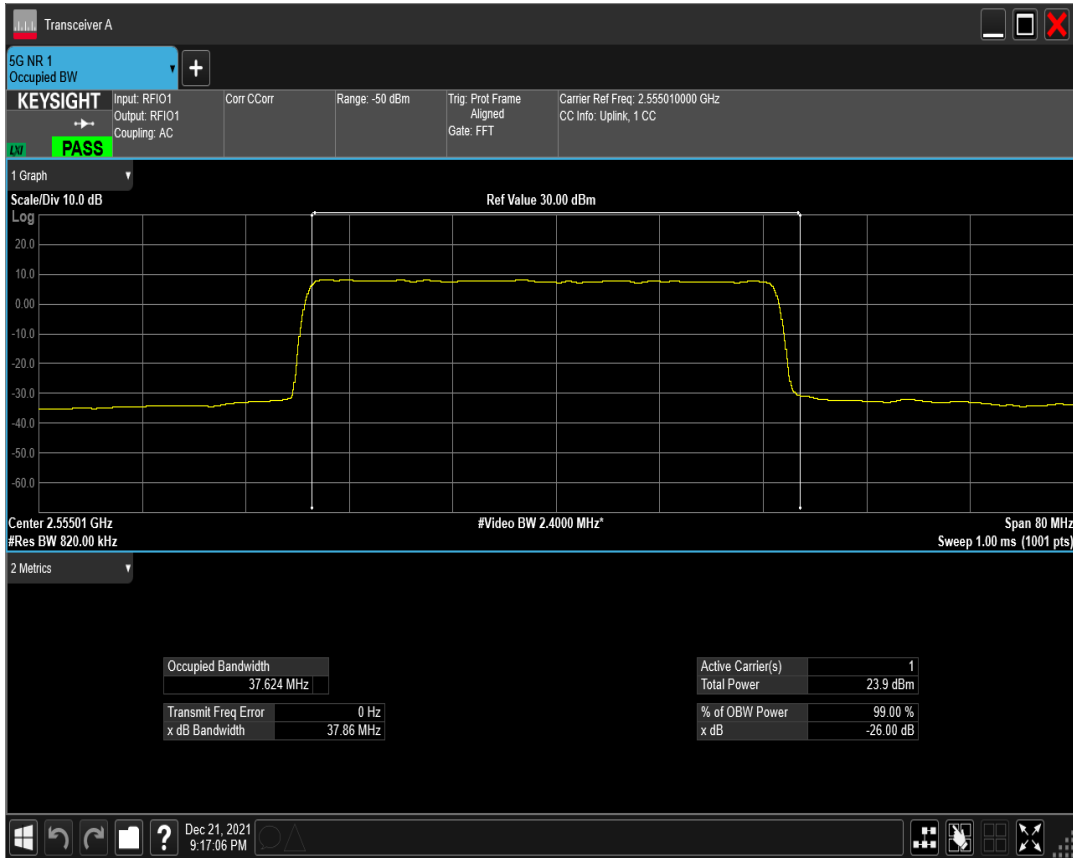 Transceiver A
5G NR 1
Occupied BW
KEYSIGHT
LXI
PASS
Input: RFIO1
Output: RFIO1
Coupling: AC
Corr CCorr
Range: -50 dBm
Trig: Prot Frame
Aligned
Gate: FFT
Carrier Ref Freq: 2.555010000 GHz
CC Info: Uplink, 1 CC
1 Graph
Scale/Div 10.0 dB
Ref Value 30.00 dBm
Log
20.0
10.0
0.00
-10.0
-20.0
-30.0
-40.0
-50.0
-60.0
Center 2.55501 GHz
#Video BW 2.4000 MHz*
Span 80 MHz
#Res BW 820.00 kHz
Sweep 1.00 ms (1001 pts)
2 Metrics
Occupied Bandwidth
37.624 MHz
Transmit Freq Error 0 Hz
x dB Bandwidth 37.86 MHz
Active Carrier(s) 1
Total Power 23.9 dBm
% of OBW Power 99.00 %
x dB -26.00 dB
?
Dec 21, 2021
9:17:06 PM